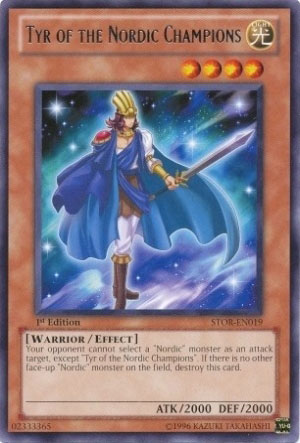 Tyr of the Nordic Champions
LIGHT
光
1st Edition
STOR-EN019
[Warrior / Effect]
Your opponent cannot select a "Nordic" monster as an attack
target, except "Tyr of the Nordic Champions". If there is no other
face-up "Nordic" monster on the field, destroy this card.
ATK/2000 DEF/2000
02333365
©1996 KAZUKI TAKAHASHI